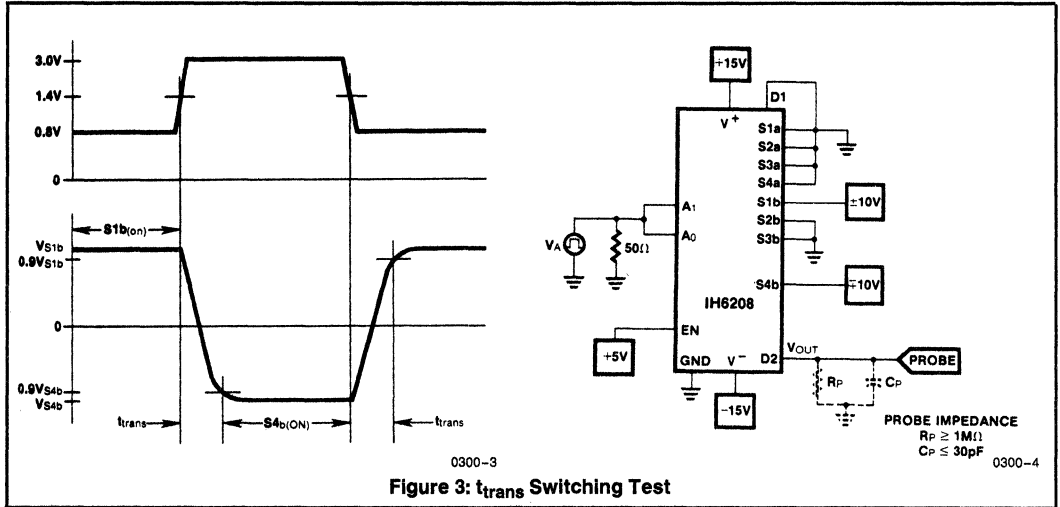 3.0V
1.4V
0.8V
0
S1b(on)
VS1b
0.9VS1b
0
0.9VS4b
VS4b
ttrans
S4b(ON)
ttrans
0300-3
+15V
D1
V+
S1a
S2a
S3a
S4a
S1b
±10V
S2b
S3b
A1
A0
VA
50Ω
S4b
∓10V
IH6208
EN
+5V
GND
V-
D2
VOUT
PROBE
RP
CP
-15V
PROBE IMPEDANCE
RP ≥ 1MΩ
CP ≤ 30pF
0300-4
Figure 3: ttrans Switching Test